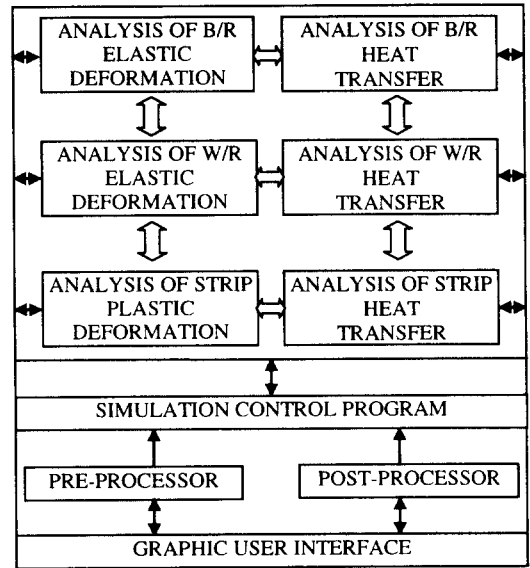 ANALYSIS OF B/R
ELASTIC
DEFORMATION
ANALYSIS OF B/R
HEAT
TRANSFER
ANALYSIS OF W/R
ELASTIC
DEFORMATION
ANALYSIS OF W/R
HEAT
TRANSFER
ANALYSIS OF STRIP
PLASTIC
DEFORMATION
ANALYSIS OF STRIP
HEAT
TRANSFER
SIMULATION CONTROL PROGRAM
PRE-PROCESSOR
POST-PROCESSOR
GRAPHIC USER INTERFACE